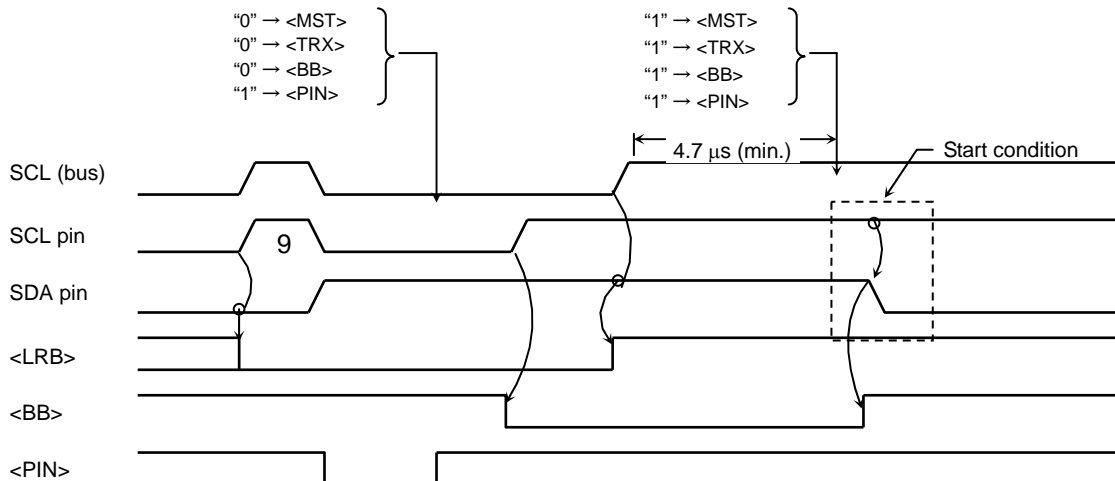 “0” → <MST>
“0” → <TRX>
“0” → <BB>
“1” → <PIN>
“1” → <MST>
“1” → <TRX>
“1” → <BB>
“1” → <PIN>
4.7 μs (min.)
Start condition
SCL (bus)
SCL pin
9
SDA pin
<LRB>
<BB>
<PIN>